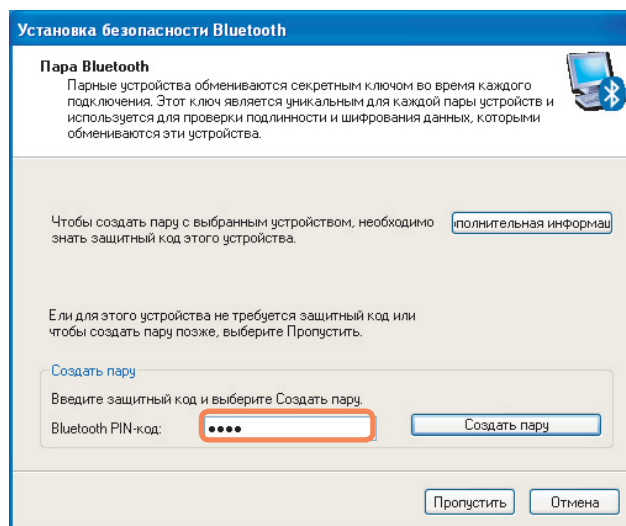 Установка безопасности Bluetooth
Пара Bluetooth
Парные устройства обмениваются секретным ключом во время каждого
подключения. Этот ключ является уникальным для каждой пары устройств и
используется для проверки подлинности и шифрования данных, которыми
обмениваются эти устройства.
Чтобы создать пару с выбранным устройством, необходимо
знать защитный код этого устройства.
полнительная информац
Ели для этого устройства не требуется защитный код или
чтобы создать пару позже, выберите Пропустить.
Создать пару
Введите защитный код и выберите Создать пару.
Bluetooth PIN-код: ●●●● Создать пару
Пропустить Отмена